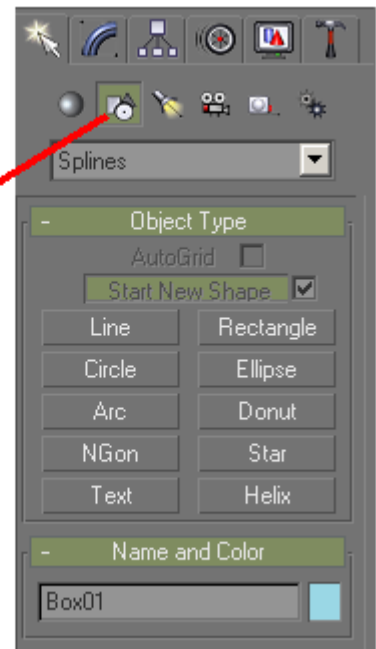 Splines
- Object Type
AutoGrid
Start New Shape
Line Rectangle
Circle Ellipse
Arc Donut
NGon Star
Text Helix
- Name and Color
Box01